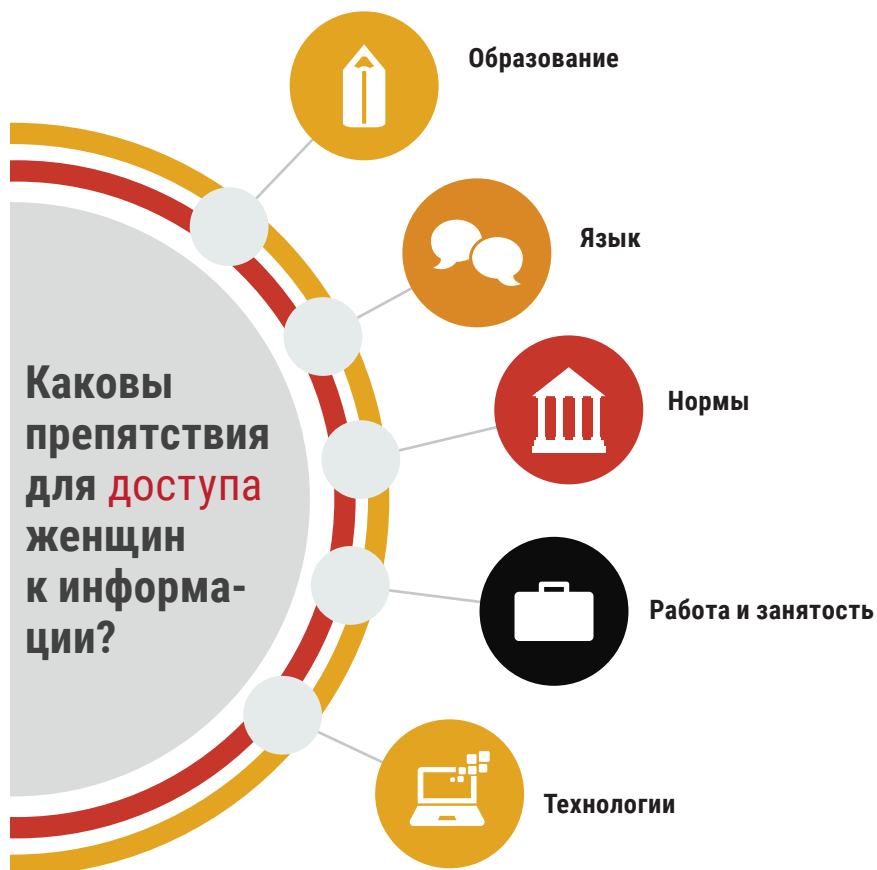 Образование
Язык
Нормы
Каковы
препятствия
для доступа
женщин
к информа-
ции?
Работа и занятость
Технологии